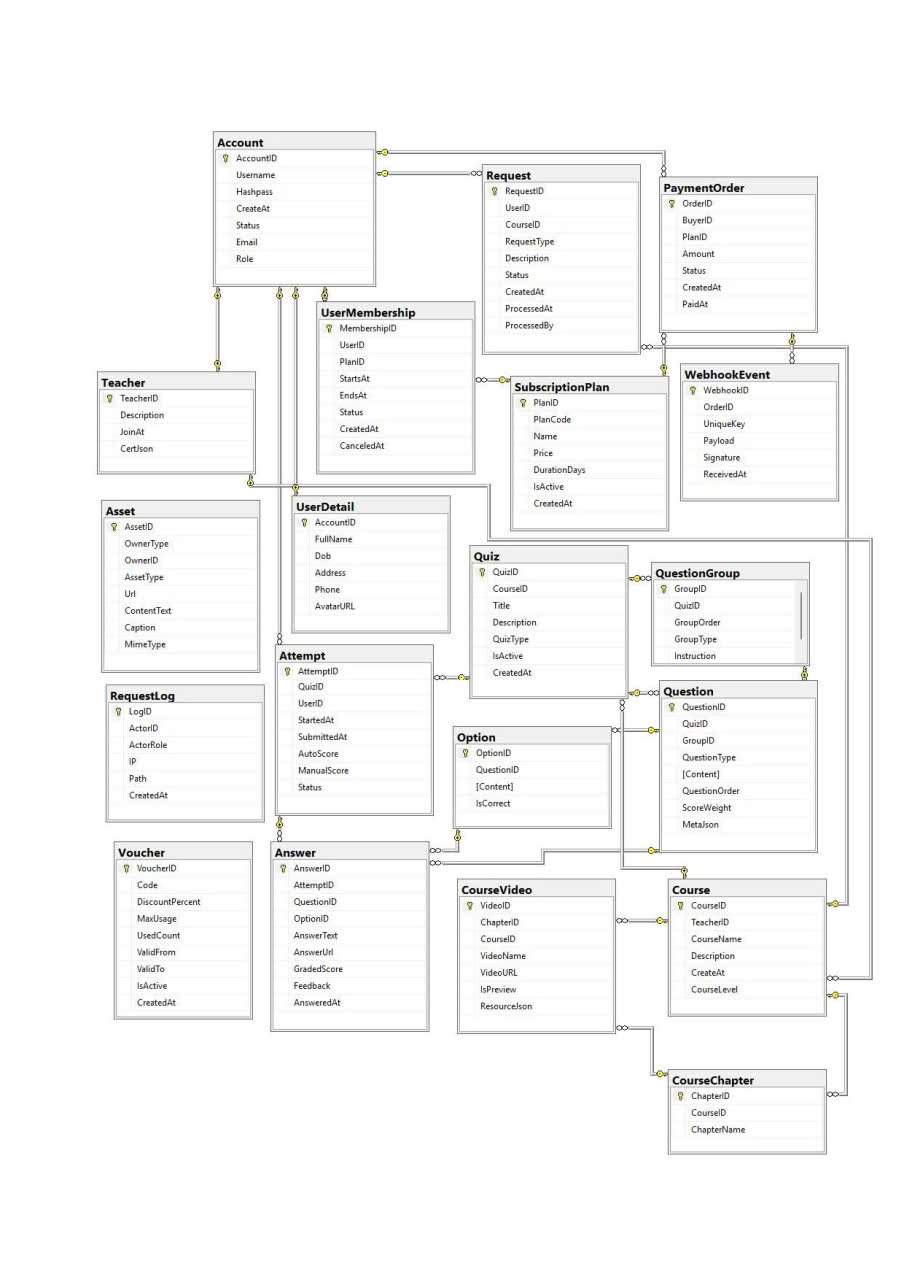 Account
AccountID
Username
Hashpass
CreateAt
Status
Email
Role
Request
RequestID
UserID
CourseID
RequestType
Description
Status
CreatedAt
ProcessedAt
ProcessedBy
PaymentOrder
OrderID
BuyerID
PlanID
Amount
Status
CreatedAt
PaidAt
UserMembership
MembershipID
UserID
PlanID
StartsAt
EndsAt
Status
CreatedAt
CanceledAt
Teacher
TeacherID
Description
JoinAt
CertJson
SubscriptionPlan
PlanID
PlanCode
Name
Price
DurationDays
IsActive
CreatedAt
WebhookEvent
WebhookID
OrderID
UniqueKey
Payload
Signature
ReceivedAt
Asset
AssetID
OwnerType
OwnerID
AssetType
Url
ContentText
Caption
MimeType
UserDetail
AccountID
FullName
Dob
Address
Phone
AvatarURL
Quiz
QuizID
CourseID
Title
Description
QuizType
IsActive
CreatedAt
QuestionGroup
GroupID
QuizID
GroupOrder
GroupType
Instruction
Attempt
AttemptID
QuizID
UserID
StartedAt
SubmittedAt
AutoScore
ManualScore
Status
RequestLog
LogID
ActorID
ActorRole
IP
Path
CreatedAt
Option
OptionID
QuestionID
[Content]
IsCorrect
Question
QuestionID
QuizID
GroupID
QuestionType
[Content]
QuestionOrder
ScoreWeight
MetaJson
Voucher
VoucherID
Code
DiscountPercent
MaxUsage
UsedCount
ValidFrom
ValidTo
IsActive
CreatedAt
Answer
AnswerID
AttemptID
QuestionID
OptionID
AnswerText
AnswerUrl
GradedScore
Feedback
AnsweredAt
CourseVideo
VideoID
ChapterID
CourseID
VideoName
VideoURL
IsPreview
ResourceJson
Course
CourseID
TeacherID
CourseName
Description
CreateAt
CourseLevel
CourseChapter
ChapterID
CourseID
ChapterName